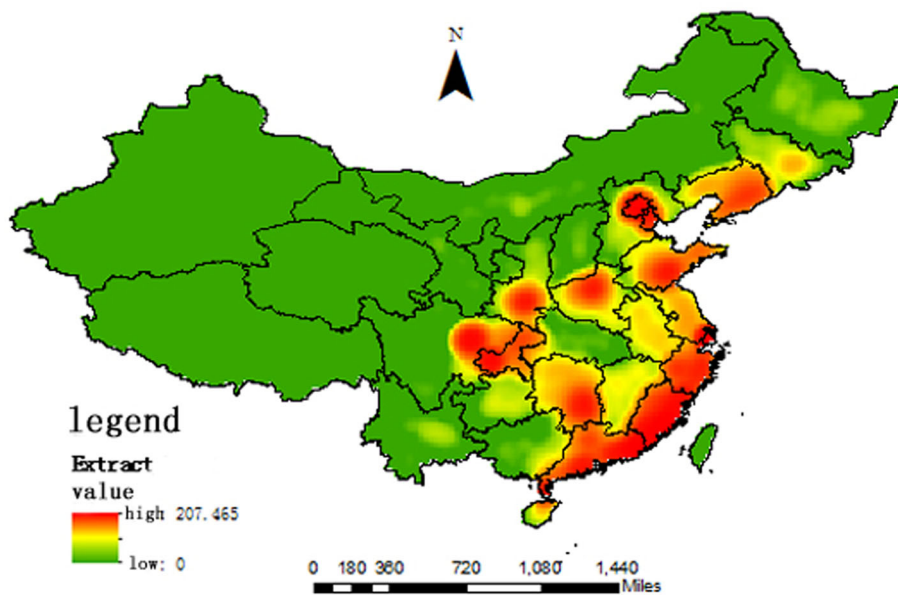 N
legend
Extract
value
high 207.465
low: 0
0 180 360 720 1,080 1,440
Miles